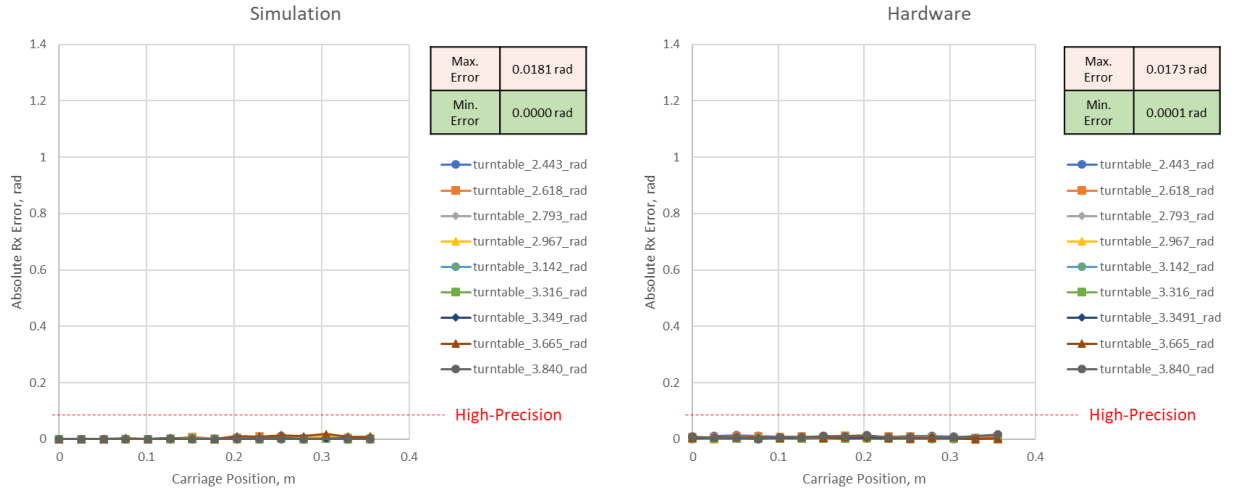 Simulation
1.4
1.2
1
0.8
0.6
0.4
0.2
0
Absolute Rx Error, rad
0
0.1
0.2
0.3
0.4
Carriage Position, m
Max. Error
0.0181 rad
Min. Error
0.0000 rad
turntable_2.443_rad
turntable_2.618_rad
turntable_2.793_rad
turntable_2.967_rad
turntable_3.142_rad
turntable_3.316_rad
turntable_3.349_rad
turntable_3.665_rad
turntable_3.840_rad
High-Precision
Hardware
1.4
1.2
1
0.8
0.6
0.4
0.2
0
Absolute Rx Error, rad
0
0.1
0.2
0.3
0.4
Carriage Position, m
Max. Error
0.0173 rad
Min. Error
0.0001 rad
turntable_2.443_rad
turntable_2.618_rad
turntable_2.793_rad
turntable_2.967_rad
turntable_3.142_rad
turntable_3.316_rad
turntable_3.3491_rad
turntable_3.665_rad
turntable_3.840_rad
High-Precision